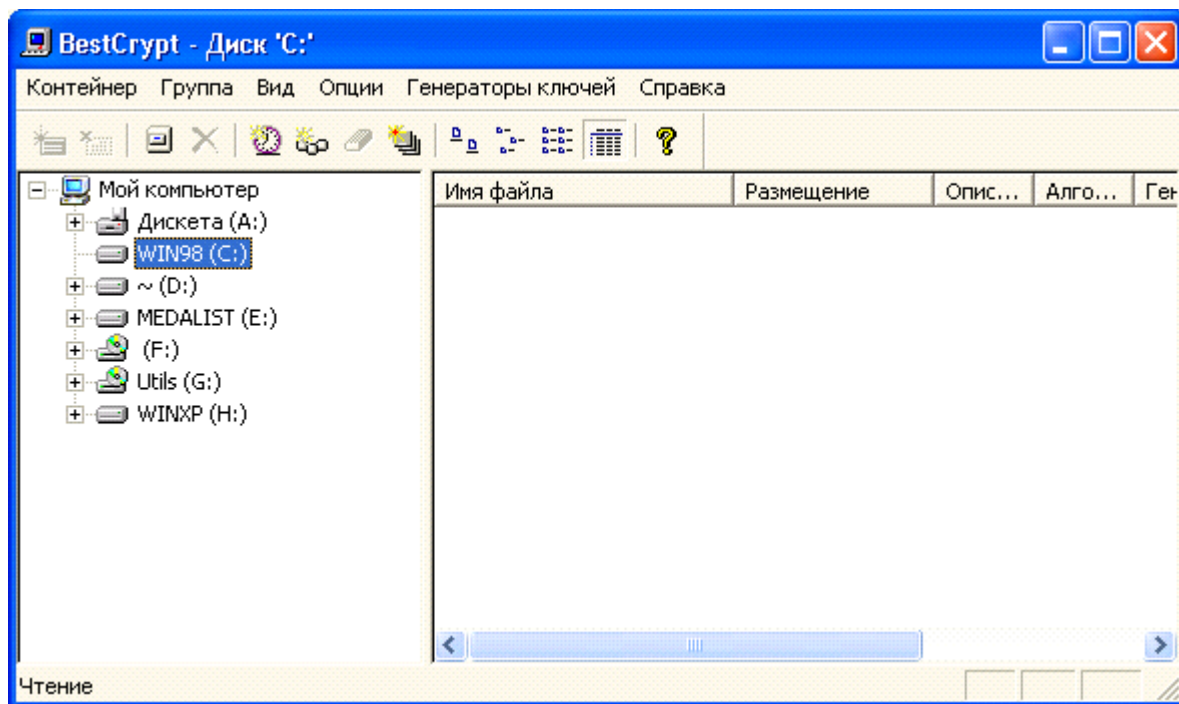 BestCrypt - Диск 'C:'
Контейнер Группа Вид Опции Генераторы ключей Справка
Мой компьютер
Дискета (A:)
WIN98 (C:)
~ (D:)
MEDALIST (E:)
(F:)
Utils (G:)
WINXP (H:)
Имя файла Размещение Опис... Алго... Ген
Чтение